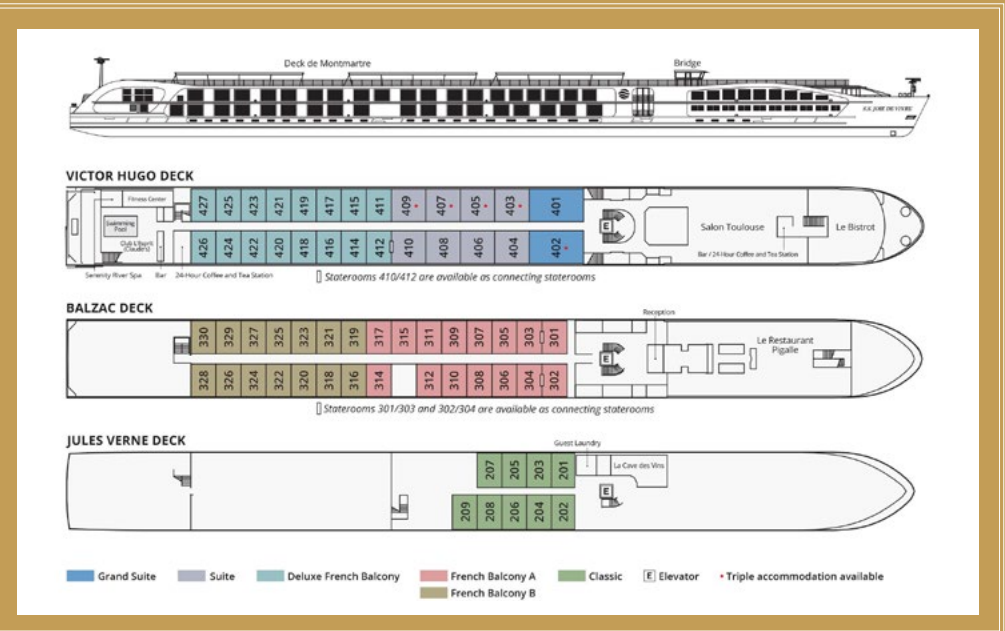 Deck de Montmartre
Bridge
S.S. JOIE DE VIVRE
VICTOR HUGO DECK
Fitness Center
427 425 423 421 419 417 415 411 409 407 405 403 401
Swimming Pool
Club L'Esprit (Claude's)
Salon Toulouse
Le Bistrot
426 424 422 420 418 416 414 412 410 408 406 404 402
E
Bar / 24-Hour Coffee and Tea Station
Serenity River Spa
Bar
24-Hour Coffee and Tea Station
Staterooms 410/412 are available as connecting staterooms
BALZAC DECK
Reception
330 329 327 325 323 321 319 317 315 311 309 307 305 303 301
Le Restaurant
Pigalle
E
328 326 324 322 320 318 316 314 312 310 308 306 304 302
Staterooms 301/303 and 302/304 are available as connecting staterooms
JULES VERNE DECK
Guest Laundry
207 205 203 201
La Cave des Vins
E
209 208 206 204 202
Grand Suite
Suite
Deluxe French Balcony
French Balcony A
Classic
E Elevator
• Triple accommodation available
French Balcony B